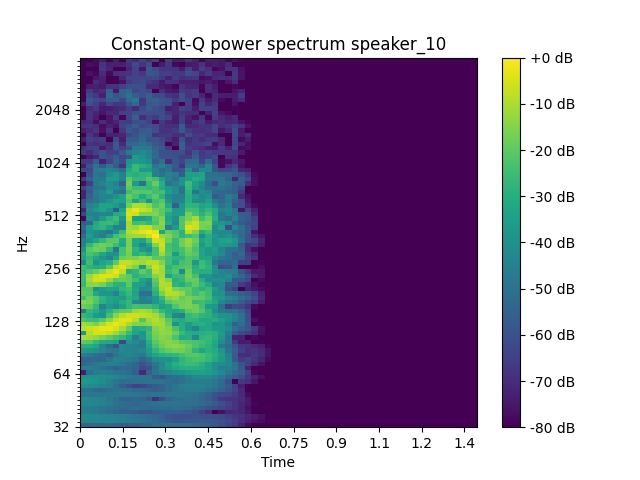 Constant-Q power spectrum speaker_10
Hz
2048
1024
512
256
128
64
32
0 0.15 0.3 0.45 0.6 0.75 0.9 1.1 1.2 1.4
Time
+0 dB
-10 dB
-20 dB
-30 dB
-40 dB
-50 dB
-60 dB
-70 dB
-80 dB